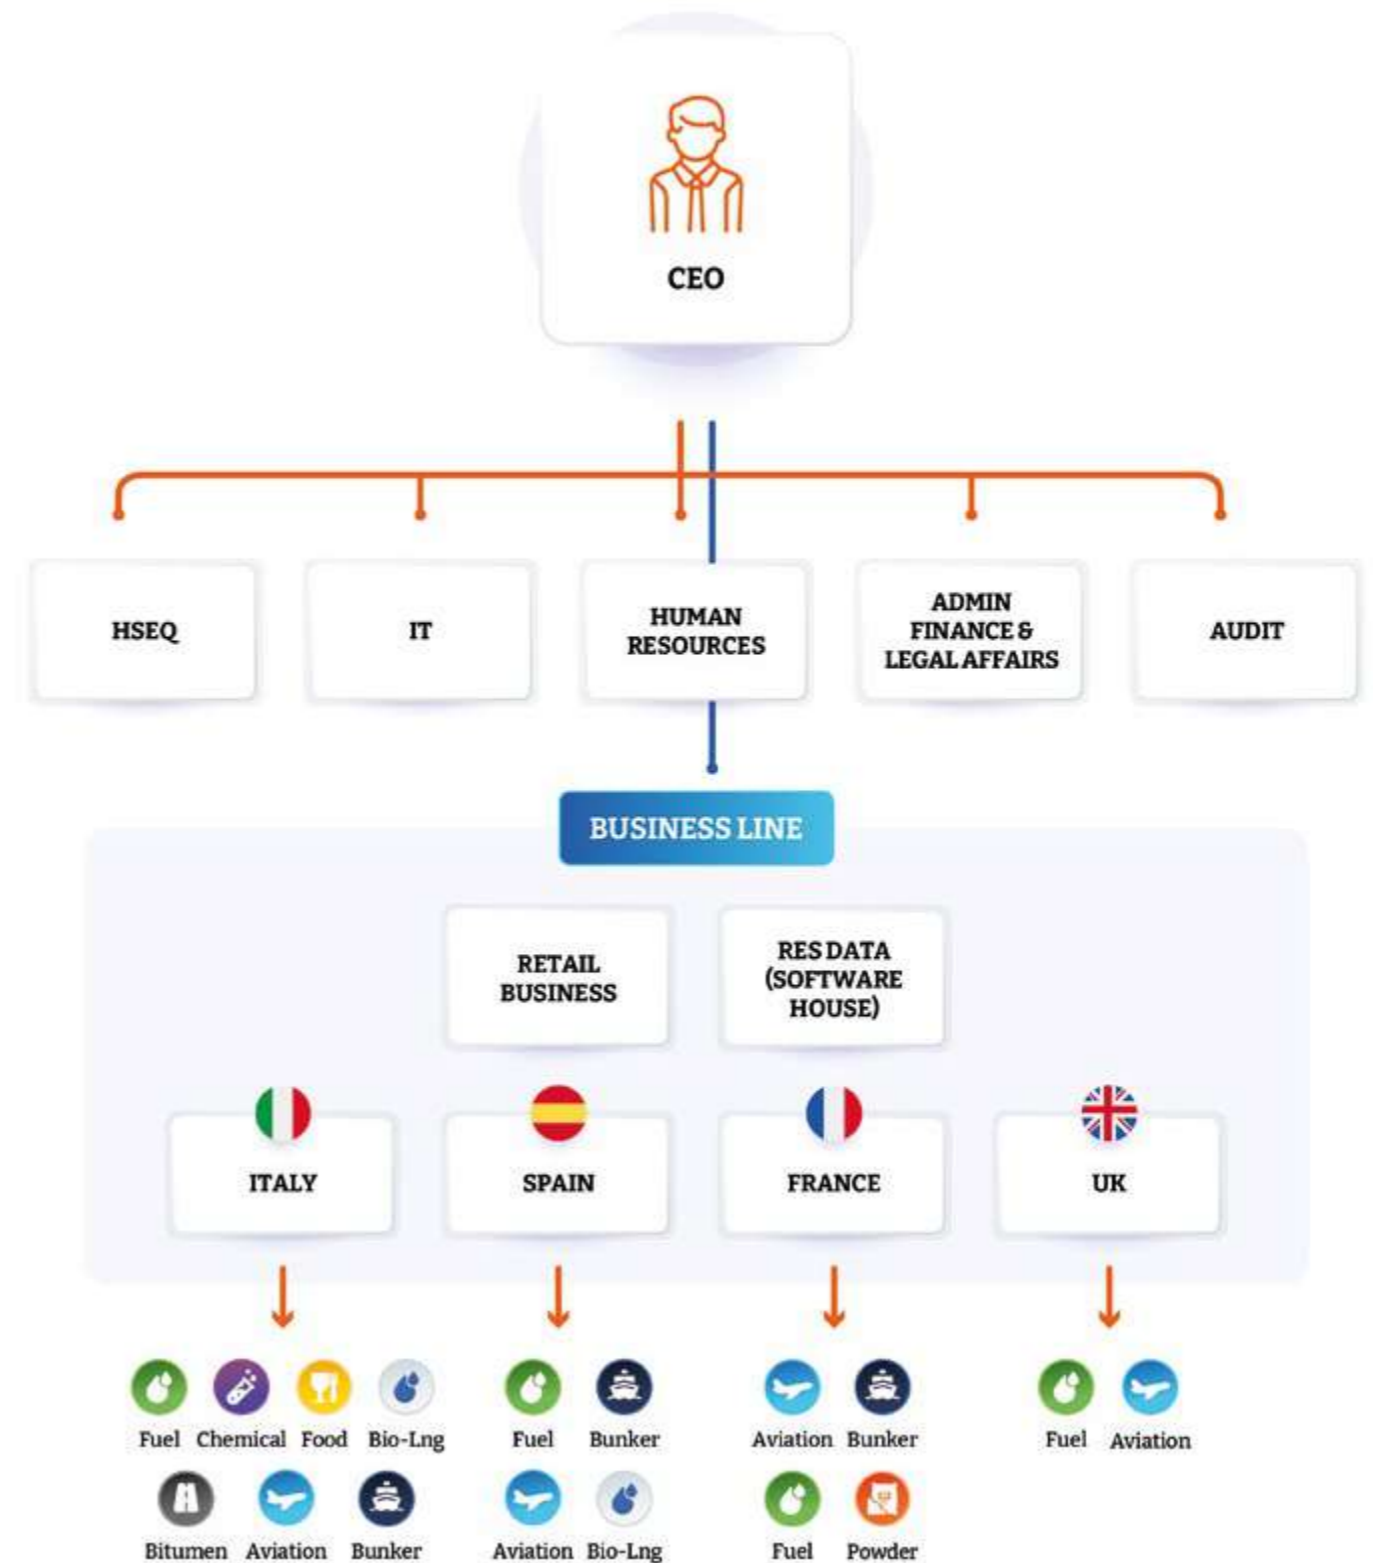 CEO
HSEQ
IT
HUMAN
RESOURCES
ADMIN
FINANCE &
LEGAL AFFAIRS
AUDIT
BUSINESS LINE
RETAIL
BUSINESS
RES DATA
(SOFTWARE
HOUSE)
ITALY
SPAIN
FRANCE
UK
Fuel Chemical Food Bio-Lng
Bitumen Aviation Bunker
Fuel Bunker
Aviation Bio-Lng
Aviation Bunker
Fuel Powder
Fuel Aviation